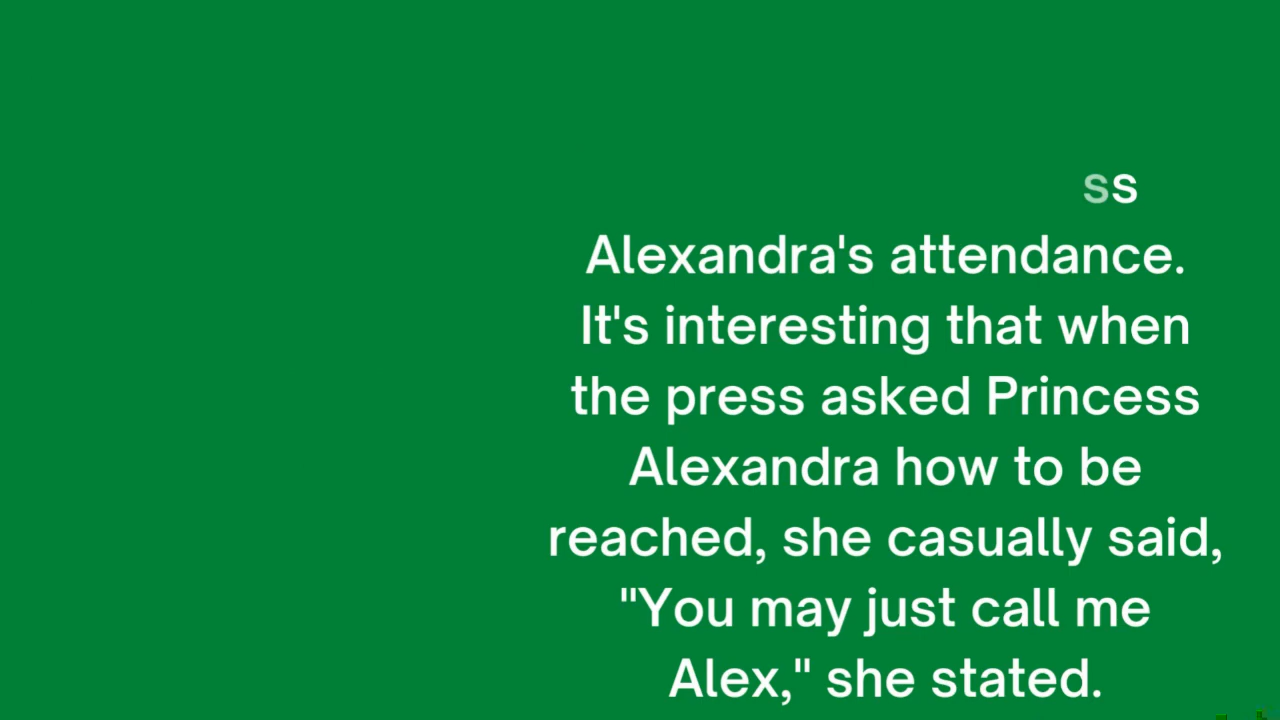 ss
Alexandra's attendance.
It's interesting that when
the press asked Princess
Alexandra how to be
reached, she casually said,
"You may just call me
Alex," she stated.